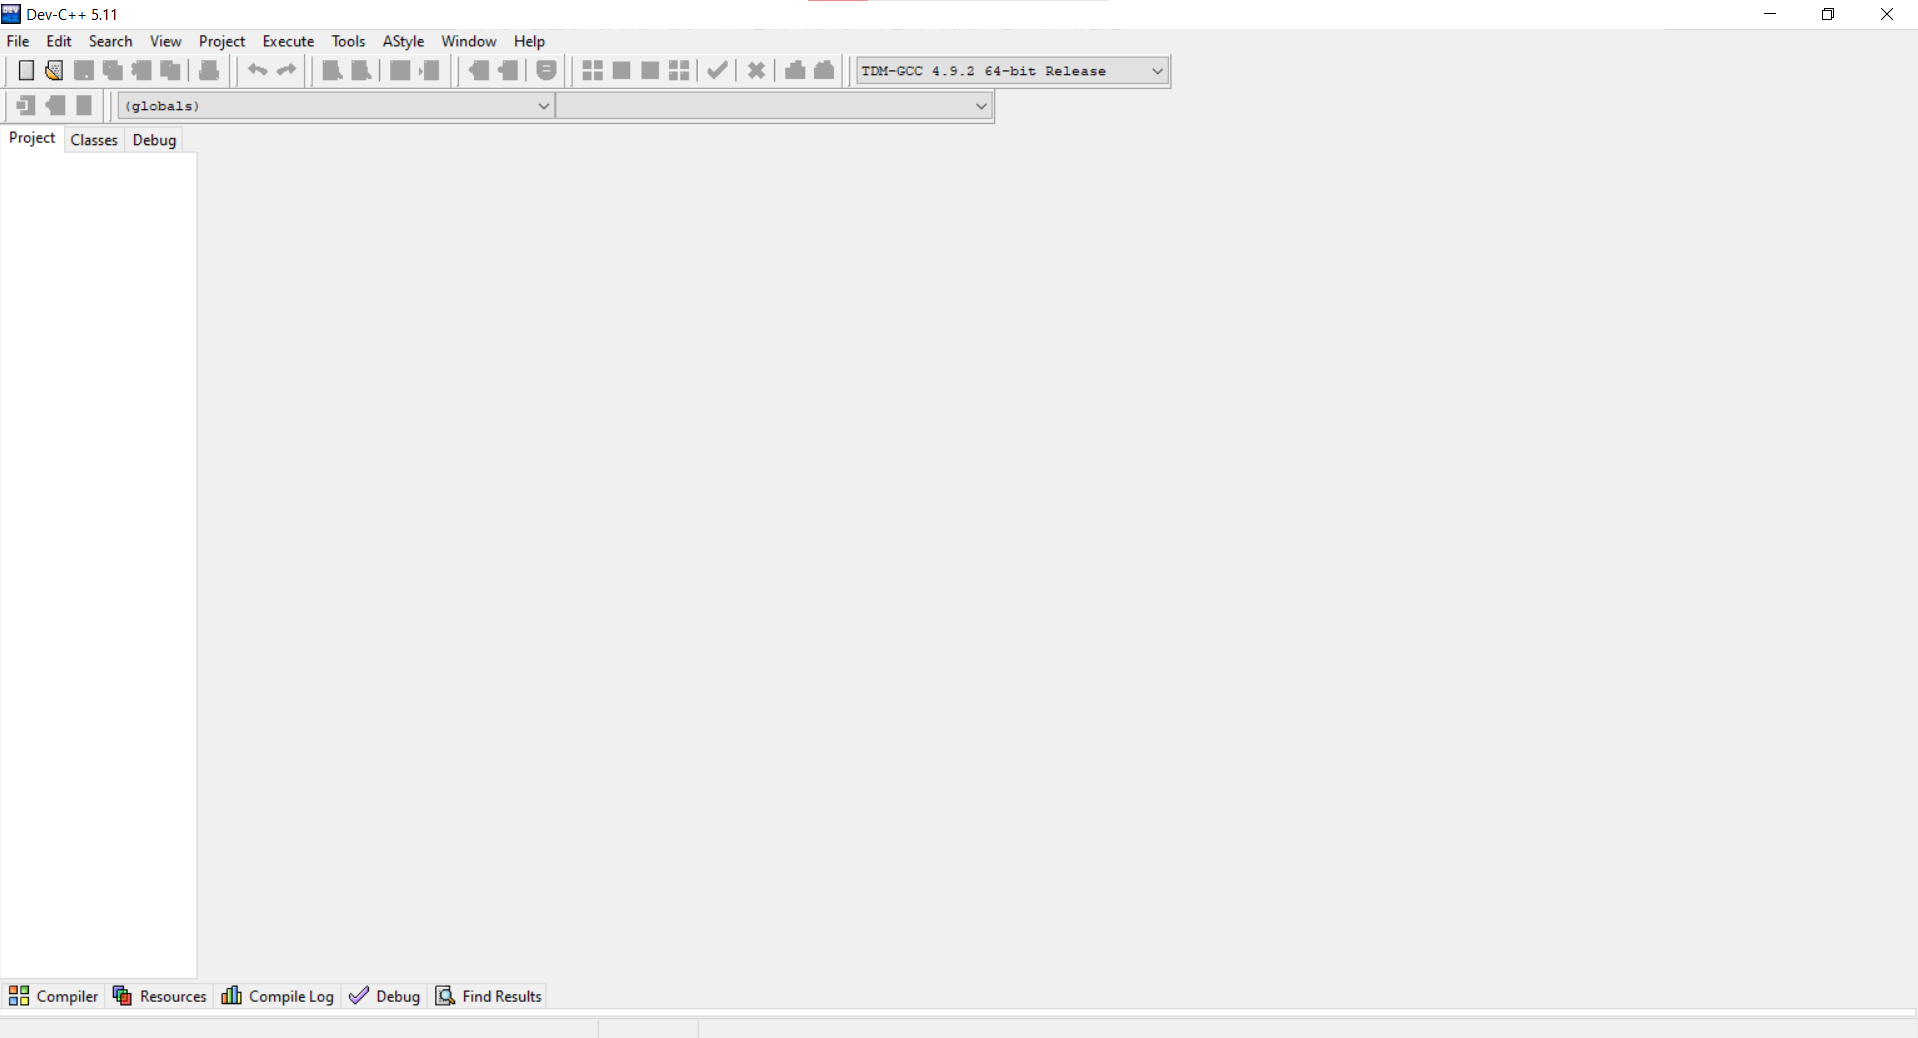 Dev-C++ 5.11
File Edit Search View Project Execute Tools AStyle Window Help
TDM-GCC 4.9.2 64-bit Release
(globals)
Project Classes Debug
Compiler Resources Compile Log Debug Find Results